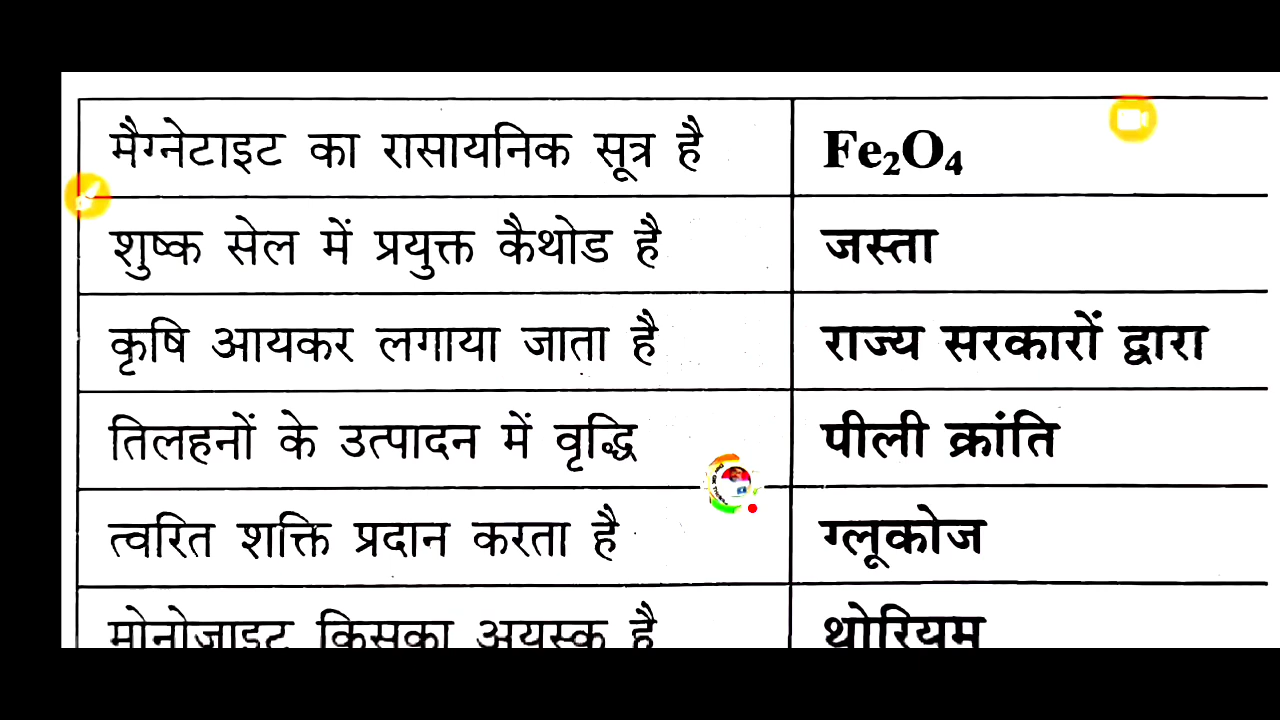 मैग्नेटाइट का रासायनिक सूत्र है Fe₂O₄
शुष्क सेल में प्रयुक्त कैथोड है जस्ता
कृषि आयकर लगाया जाता है राज्य सरकारों द्वारा
तिलहनों के उत्पादन में वृद्धि पीली क्रांति
त्वरित शक्ति प्रदान करता है ग्लूकोज
मोनोजाइट किसका अयस्क है थोरियम